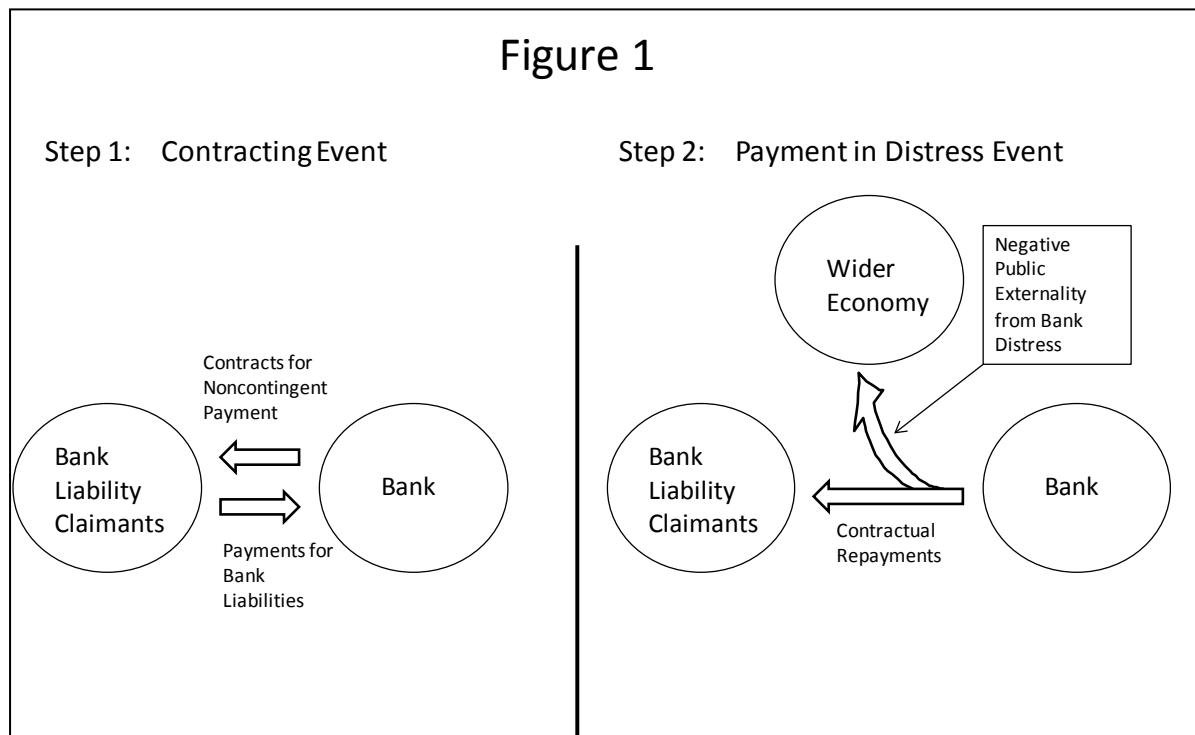 Figure 1
Step 1: Contracting Event
Contracts for
Noncontingent
Payment
Bank
Liability
Claimants
Bank
Payments for
Bank
Liabilities
Step 2: Payment in Distress Event
Wider
Economy
Negative
Public
Externality
from Bank
Distress
Bank
Liability
Claimants
Bank
Contractual
Repayments